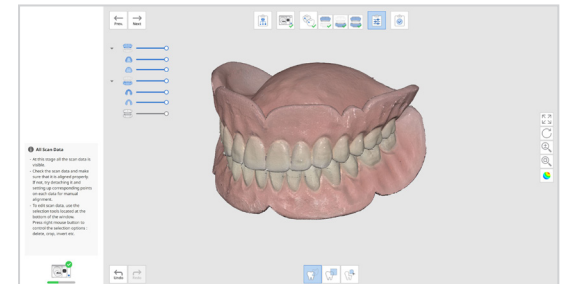 Prev
Next
All Scan Data
- At this stage all the scan data is
visible.
- Check the scan data and make
sure that it is aligned properly.
If not, try detaching it and
setting up corresponding points
on each data for manual
alignment.
- To edit scan data, use the
selection tools located at the
bottom of the window.
Press right mouse button to
control the selection options :
delete, crop, invert etc.
Undo